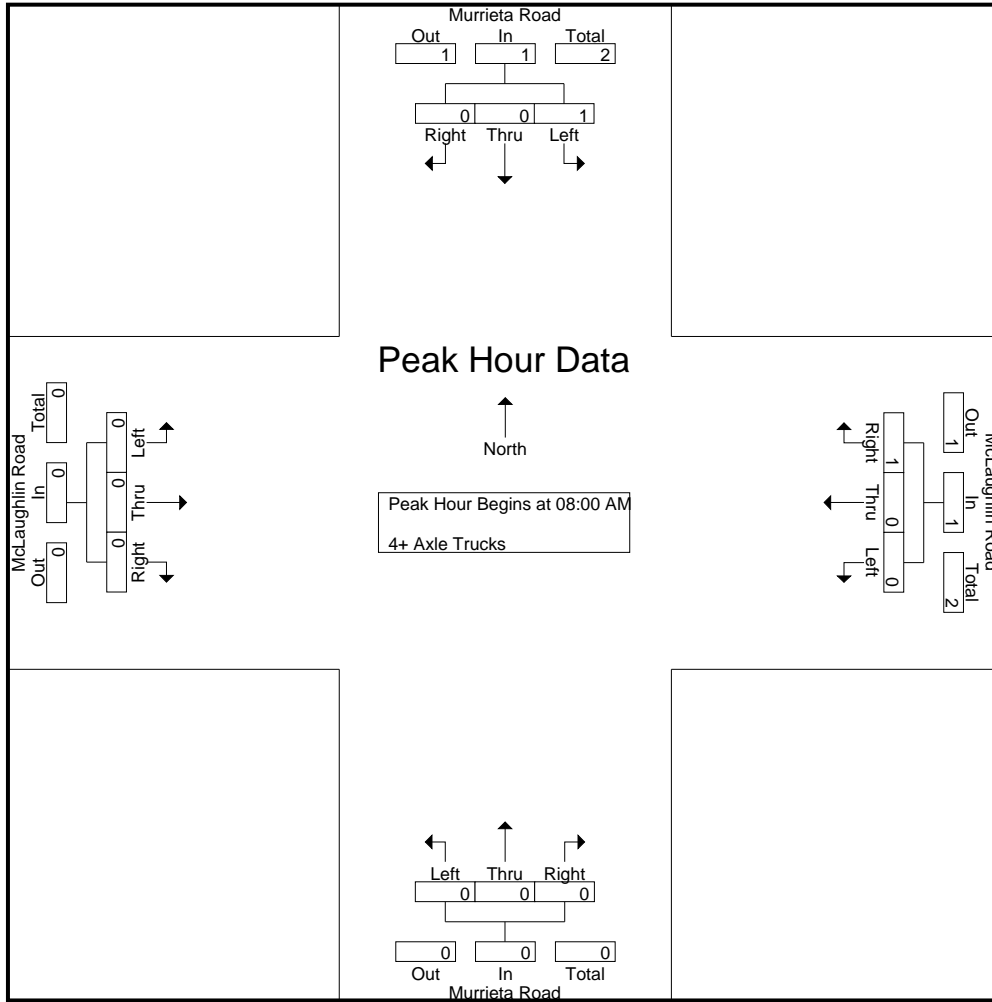 Murrieta Road
Out In Total
1 1 2
0 0 1
Right Thru Left
Peak Hour Data
North
Peak Hour Begins at 08:00 AM
4+ Axle Trucks
McLaughlin Road
Total In Out
0 0 0
0 0 0
Left Thru Right
McLaughlin Road
Out In Total
1 1 2
1 0 0
Right Thru Left
Left Thru Right
0 0 0
0 0 0
Out In Total
Murrieta Road